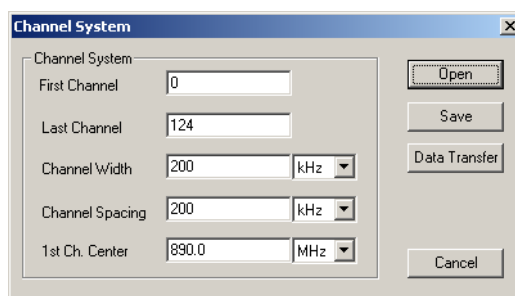 Channel System
Channel System
First Channel 0
Open
Last Channel 124
Save
Channel Width 200 kHz
Data Transfer
Channel Spacing 200 kHz
1st Ch. Center 890.0 MHz
Cancel